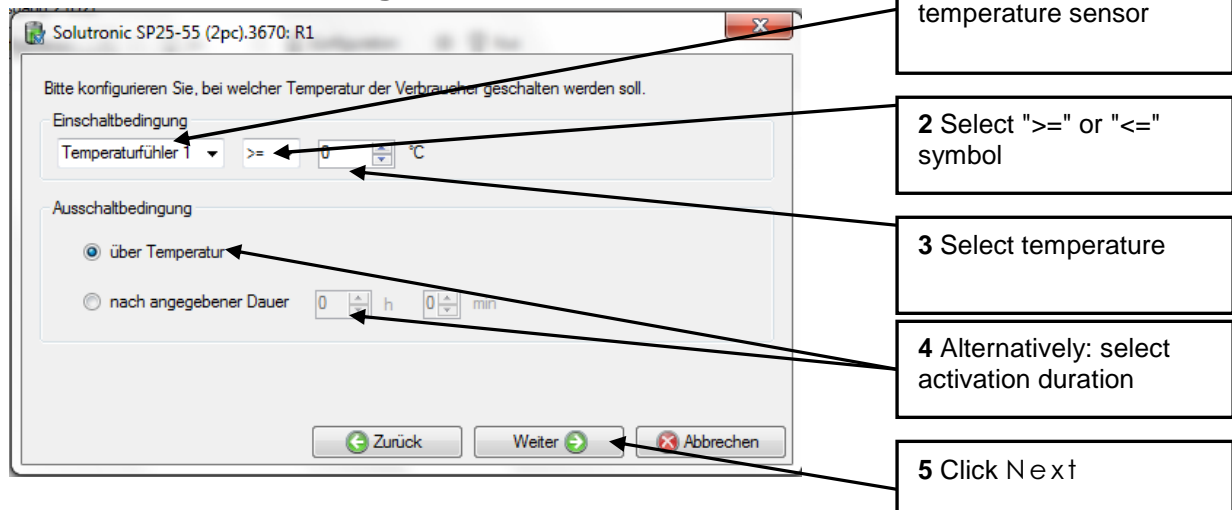 Solutronic SP25-55 (2pc).3670: R1
Bitte konfigurieren Sie, bei welcher Temperatur der Verbraucher geschalten werden soll.
Einschaltbedingung
Temperaturfühler 1 >= 0 °C
Ausschaltbedingung
über Temperatur
nach angegebener Dauer 0 h 0 min
Zurück Weiter Abbrechen
temperature sensor
2 Select ">=" or "<="
symbol
3 Select temperature
4 Alternatively: select
activation duration
5 Click Next